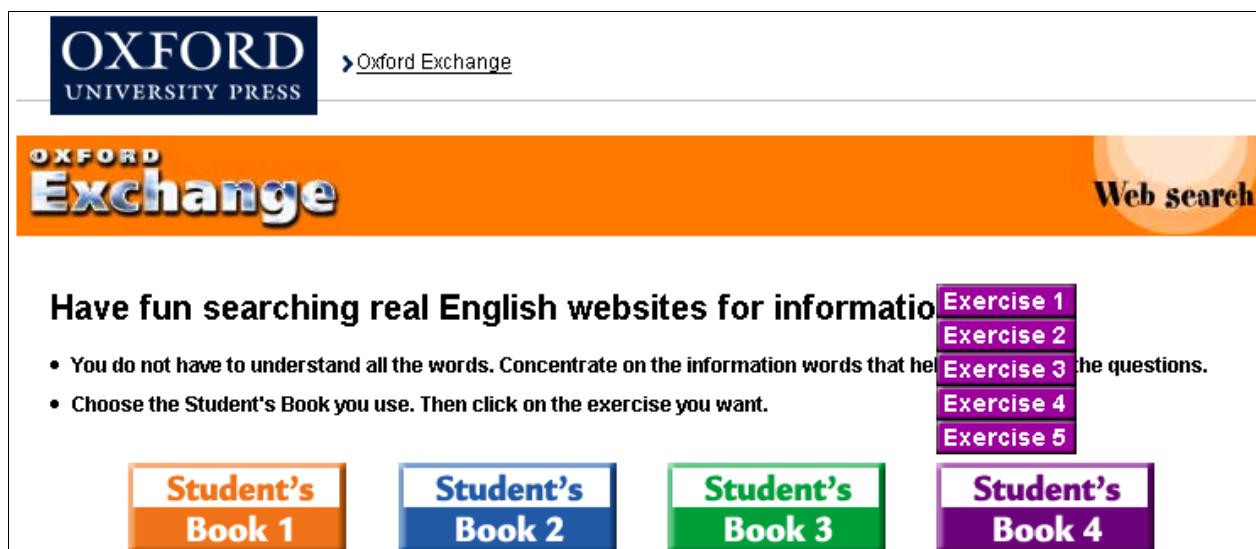 OXFORD
UNIVERSITY PRESS
Oxford Exchange
OXFORD
Exchange
Web search
Have fun searching real English websites for informatio
Exercise 1
Exercise 2
• You do not have to understand all the words. Concentrate on the information words that hel
Exercise 3
he questions.
• Choose the Student's Book you use. Then click on the exercise you want.
Exercise 4
Exercise 5
Student's
Book 1
Student's
Book 2
Student's
Book 3
Student's
Book 4